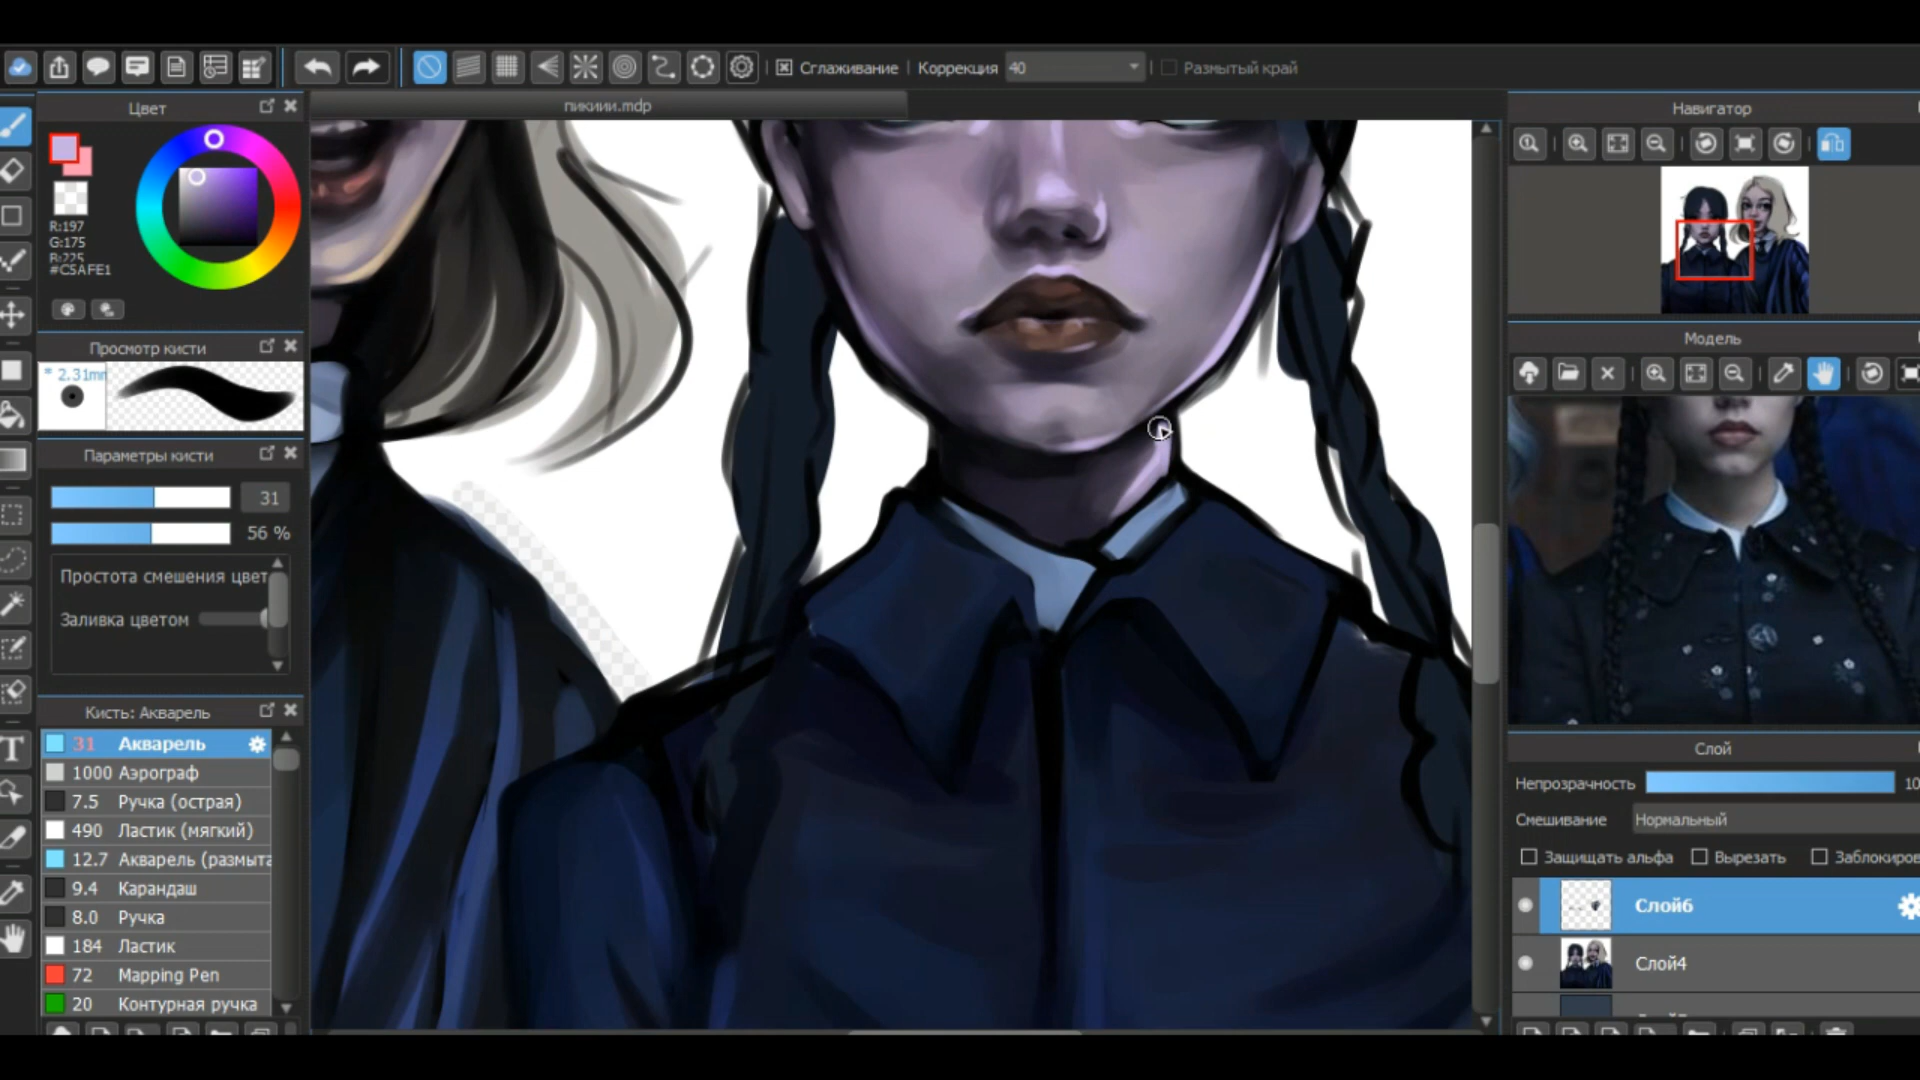 Сглаживание
Коррекция
40
Размытый край
Цвет
пикиии.mdp
Навигатор
R:197
G:175
B:225
#C5AFE1
Просмотр кисти
* 2.31mm
Модель
Параметры кисти
31
56 %
Простота смешения цвет
Заливка цветом
Кисть: Акварель
31 Акварель
1000 Аэрограф
7.5 Ручка (острая)
490 Ластик (мягкий)
12.7 Акварель (размыта
9.4 Карандаш
8.0 Ручка
184 Ластик
72 Mapping Pen
20 Контурная ручка
Слой
Непрозрачность
10
Смешивание
Нормальный
Защищать альфа
Вырезать
Заблокиров
Слой6
Слой4